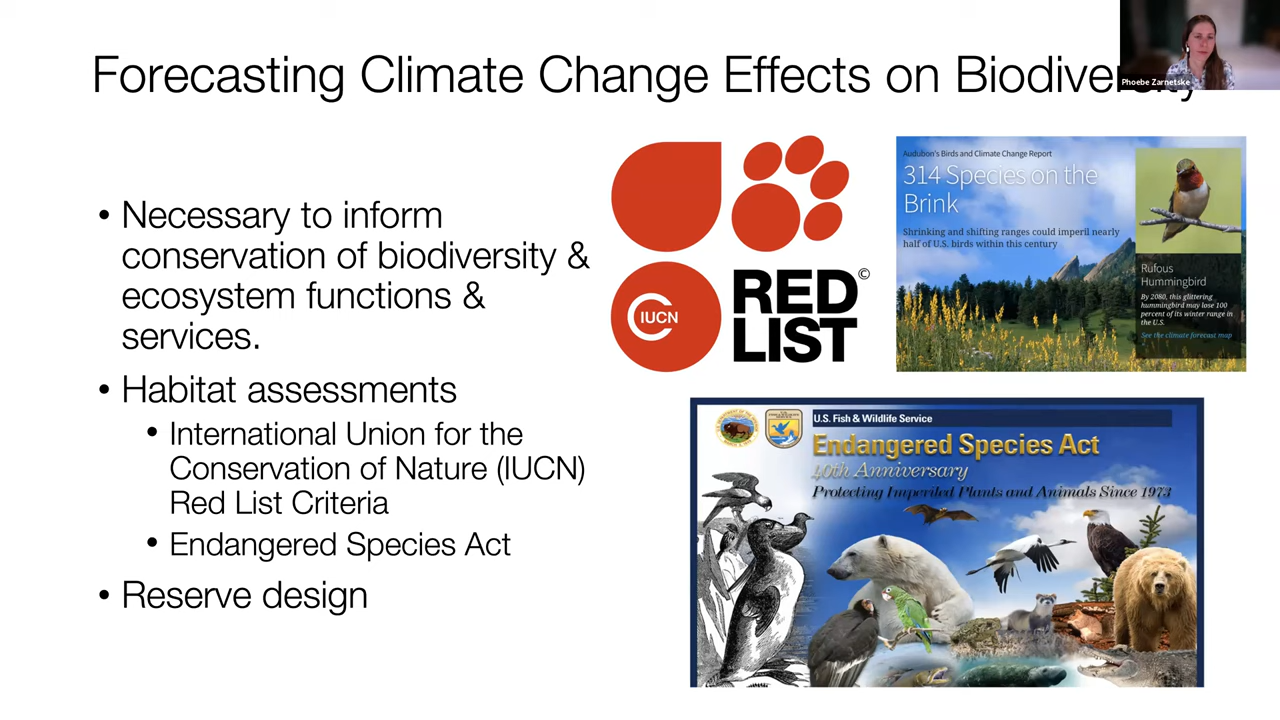 Forecasting Climate Change Effects on Biodiversity
Phoebe Zarnetske
• Necessary to inform
conservation of biodiversity &
ecosystem functions &
services.
• Habitat assessments
• International Union for the
Conservation of Nature (IUCN)
Red List Criteria
• Endangered Species Act
• Reserve design
IUCN
RED
LIST
©
Audubon's Birds and Climate Change Report
314 Species on the
Brink
Shrinking and shifting ranges could imperil nearly
half of U.S. birds within this century
Rufous
Hummingbird
By 2080, this glittering
hummingbird may lose 100
percent of its winter range in
the U.S.
See the climate forecast map
U.S. Fish & Wildlife Service
Endangered Species Act
40th Anniversary
Protecting Imperiled Plants and Animals Since 1973